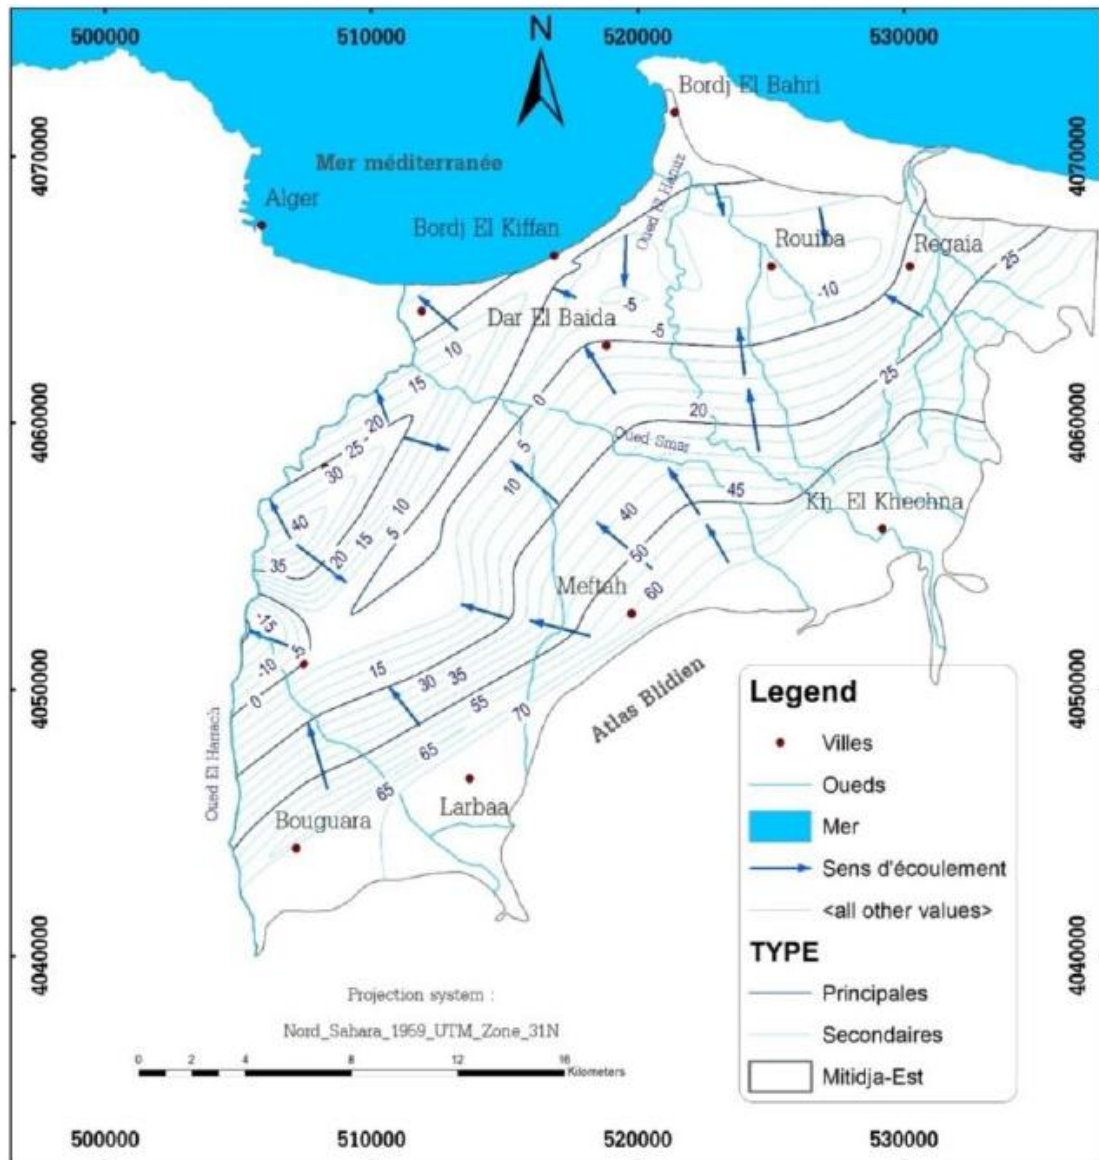 500000
510000
520000
530000
N
Bordj El Bahri
4070000
4070000
Mer méditerranée
Oued El Hamiz
Alger
Bordj El Kiffan
Rouiba
Regaia
25
-10
-5
Dar El Baida
-5
10
25
15
0
20
20
4060000
4060000
25
5
Oued Smar
30
10
45
Kh. El Khechna
40
10
40
15
5
50
35
20
Meftah
60
-15
-5
15
-10
30
35
Atlas Blidien
4050000
4050000
0
55
70
Oued El Harrach
65
65
Larbaa
Bouguara
Legend
Villes
Oueds
Mer
Sens d'écoulement
<all other values>
TYPE
Principales
Secondaires
Mitidja-Est
4040000
4040000
Projection system :
Nord_Sahara_1959_UTM_Zone_31N
0 2 4 8 12 16
Kilometers
500000
510000
520000
530000